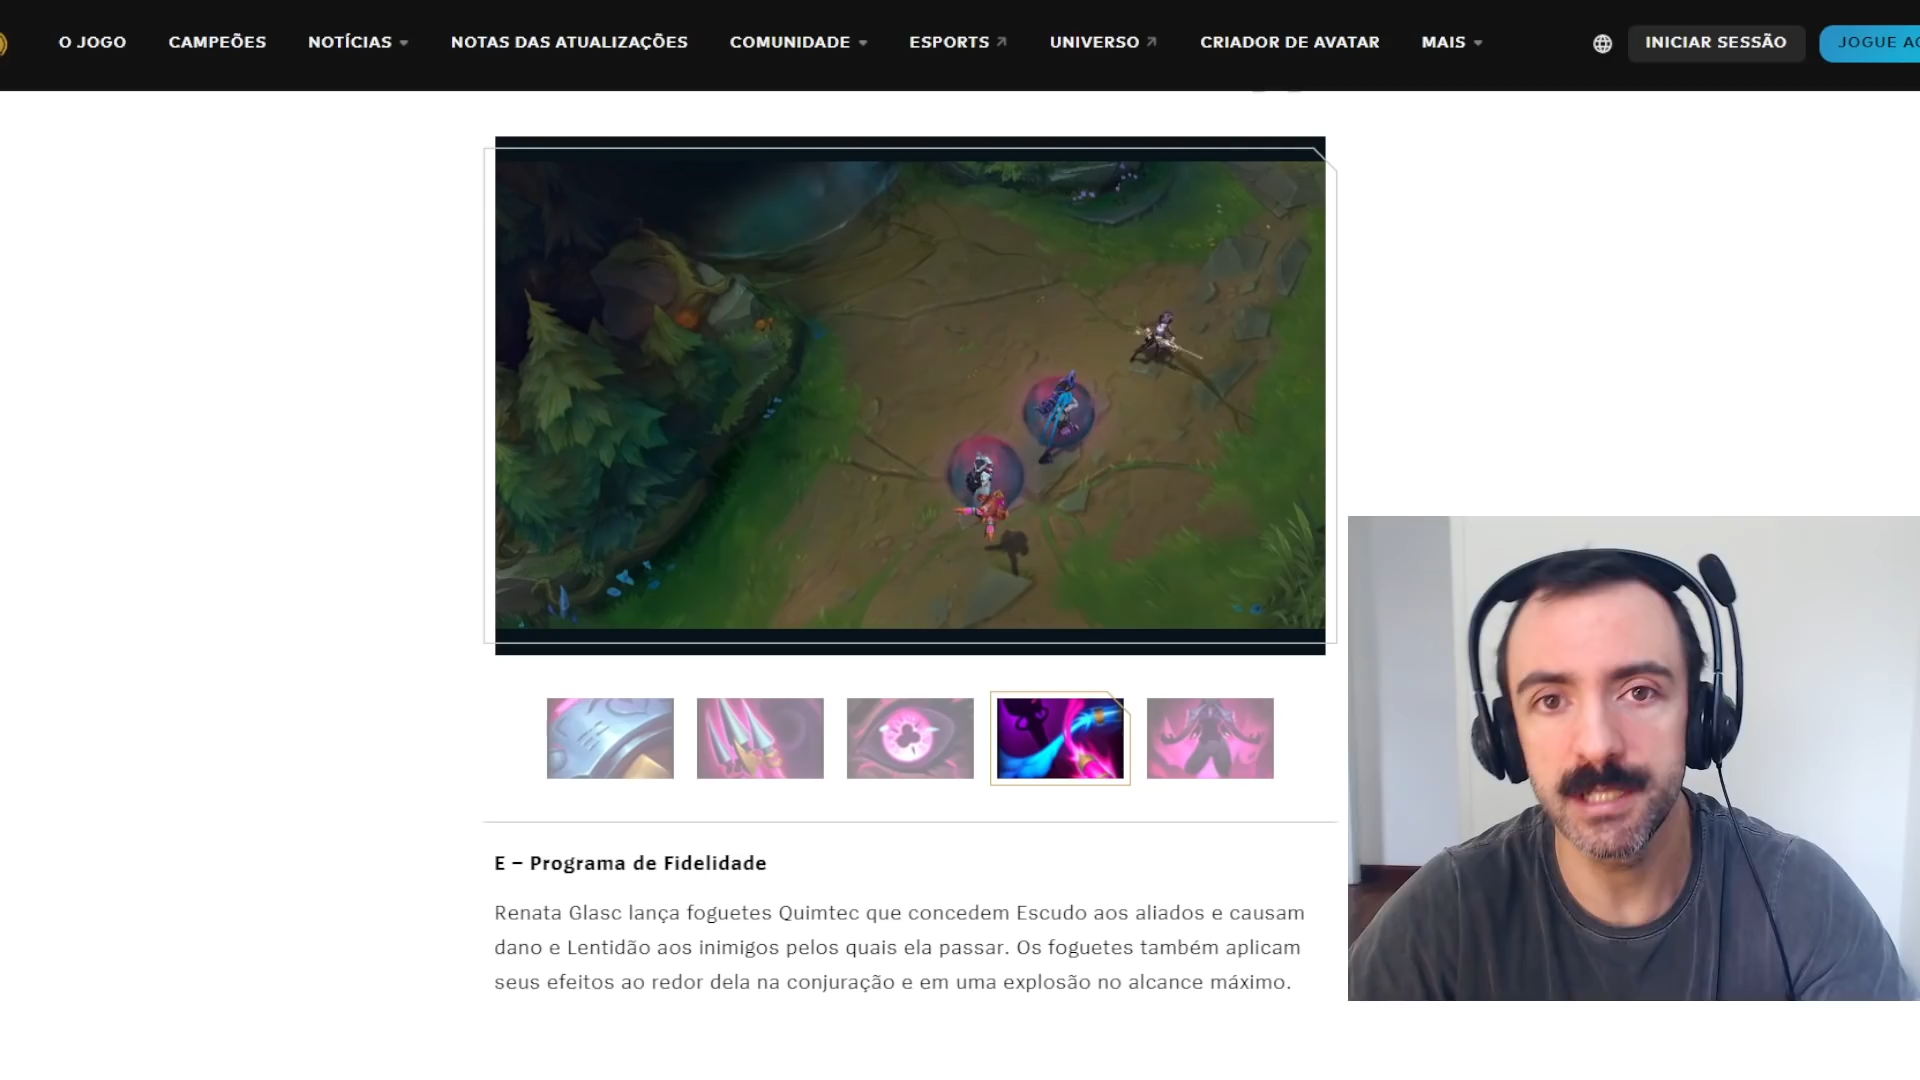 O JOGO
CAMPEÕES
NOTÍCIAS
NOTAS DAS ATUALIZAÇÕES
COMUNIDADE
ESPORTS
UNIVERSO
CRIADOR DE AVATAR
MAIS
INICIAR SESSÃO
JOGUE
E – Programa de Fidelidade
Renata Glasc lança foguetes Quimtec que concedem Escudo aos aliados e causam
dano e Lentidão aos inimigos pelos quais ela passar. Os foguetes também aplicam
seus efeitos ao redor dela na conjuração e em uma explosão no alcance máximo.